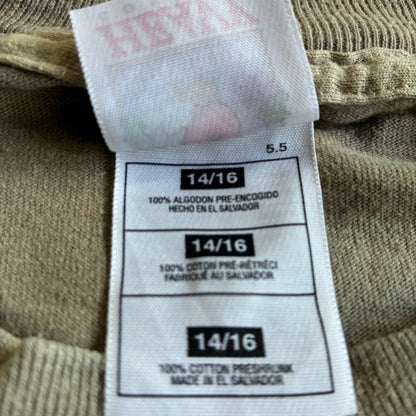 5.5
14/16
100% ALGODON PRE-ENCOGIDO
HECHO EN EL SALVADOR
14/16
100% COTON PRÉ-RÉTRÉCI
FABRIQUÉ AU SALVADOR
14/16
100% COTTON PRESHRUNK
MADE IN EL SALVADOR